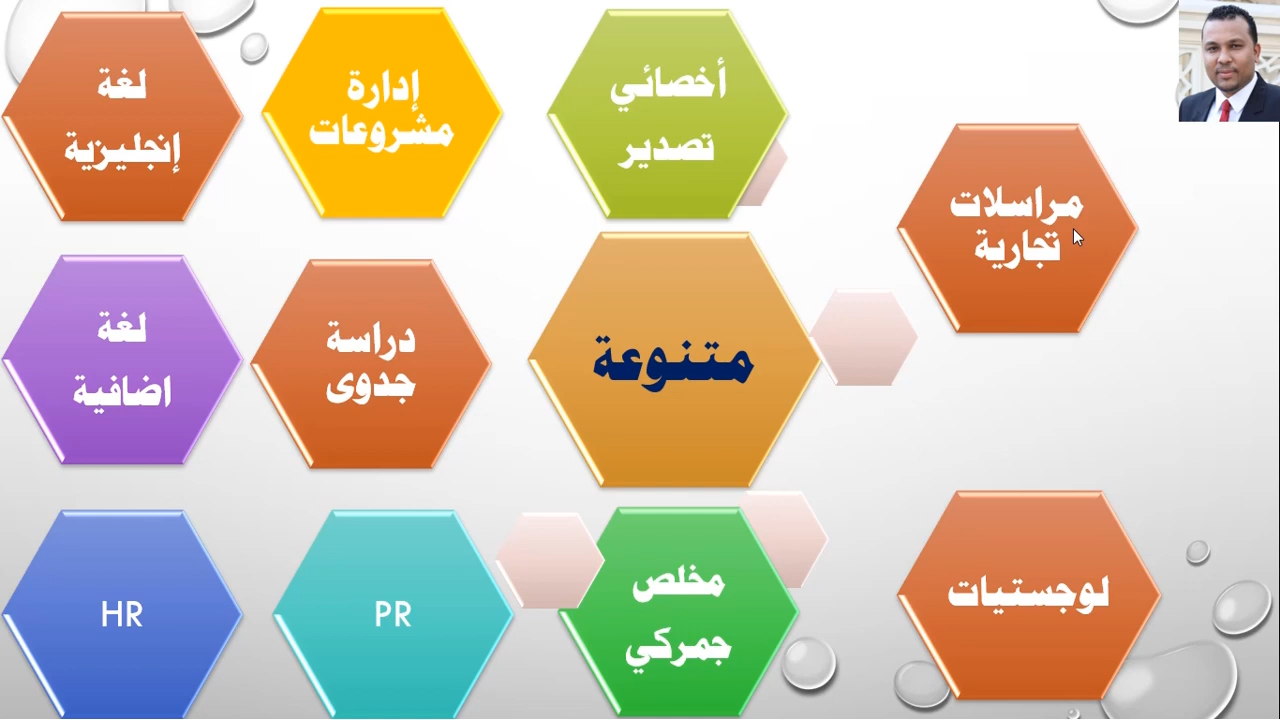 أخصائي
تصدير
إدارة
مشروعات
لغة
إنجليزية
مراسلات
تجارية
متنوعة
دراسة
جدوى
لغة
اضافية
لوجستيات
مخلص
جمركي
PR
HR